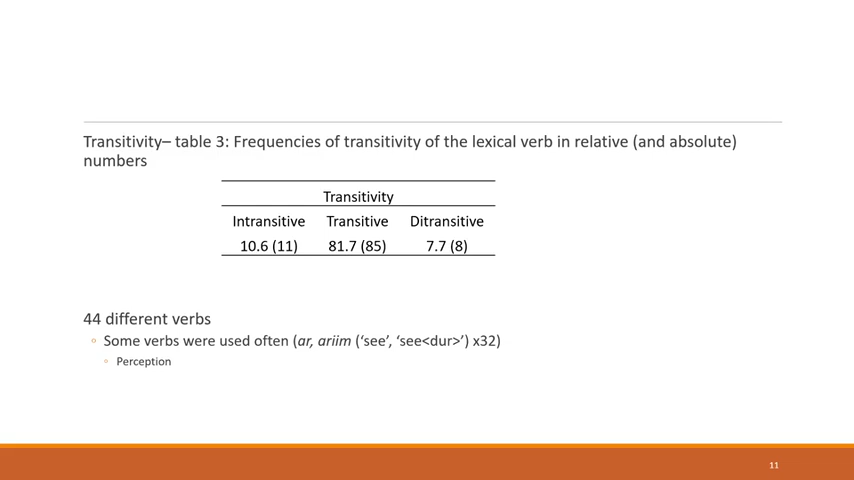 Transitivity– table 3: Frequencies of transitivity of the lexical verb in relative (and absolute)
numbers
Transitivity
Intransitive Transitive Ditransitive
10.6 (11) 81.7 (85) 7.7 (8)
44 different verbs
◦ Some verbs were used often (ar, ariim (‘see’, ‘see<dur>’) x32)
◦ Perception
11